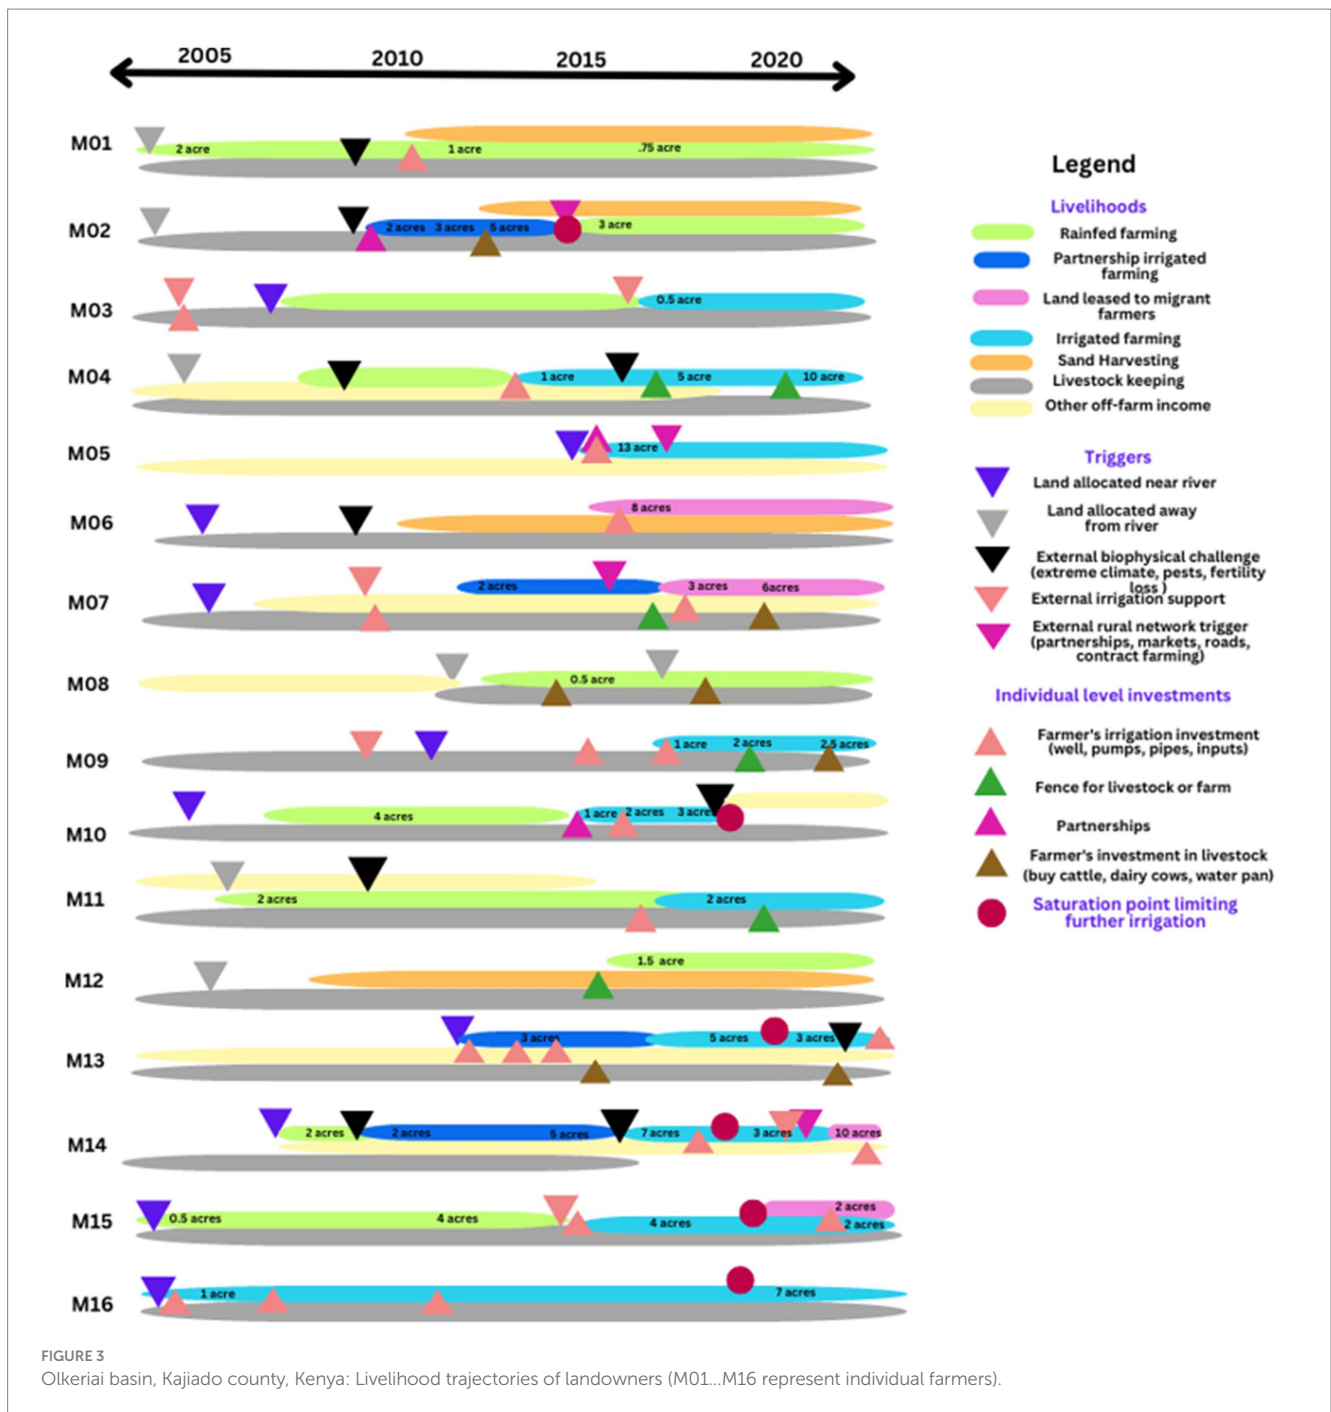 2005 2010 2015 2020
M01
2 acre 1 acre .75 acre
M02
2 acres 3 acres 5 acres 3 acre
M03
0.5 acre
M04
1 acre 5 acre 10 acre
M05
13 acre
M06
8 acres
M07
2 acres 3 acres 6acres
M08
0.5 acre
M09
1 acre 2 acres 2.5 acres
M10
4 acres 1 acre 2 acres 3 acres
M11
2 acres 2 acres
M12
1.5 acre
M13
3 acres 5 acres 3 acres
M14
2 acres 2 acres 5 acres 7 acres 3 acres 10 acres
M15
0.5 acres 4 acres 4 acres 2 acres
2 acres
M16
1 acre 7 acres
Legend
Livelihoods
Rainfed farming
Partnership irrigated
farming
Land leased to migrant
farmers
Irrigated farming
Sand Harvesting
Livestock keeping
Other off-farm income
Triggers
Land allocated near river
Land allocated away
from river
External biophysical challenge
(extreme climate, pests, fertility
loss )
External irrigation support
External rural network trigger
(partnerships, markets, roads,
contract farming)
Individual level investments
Farmer's irrigation investment
(well, pumps, pipes, inputs)
Fence for livestock or farm
Partnerships
Farmer's investment in livestock
(buy cattle, dairy cows, water pan)
Saturation point limiting
further irrigation
FIGURE 3
Olkeriai basin, Kajiado county, Kenya: Livelihood trajectories of landowners (M01...M16 represent individual farmers).